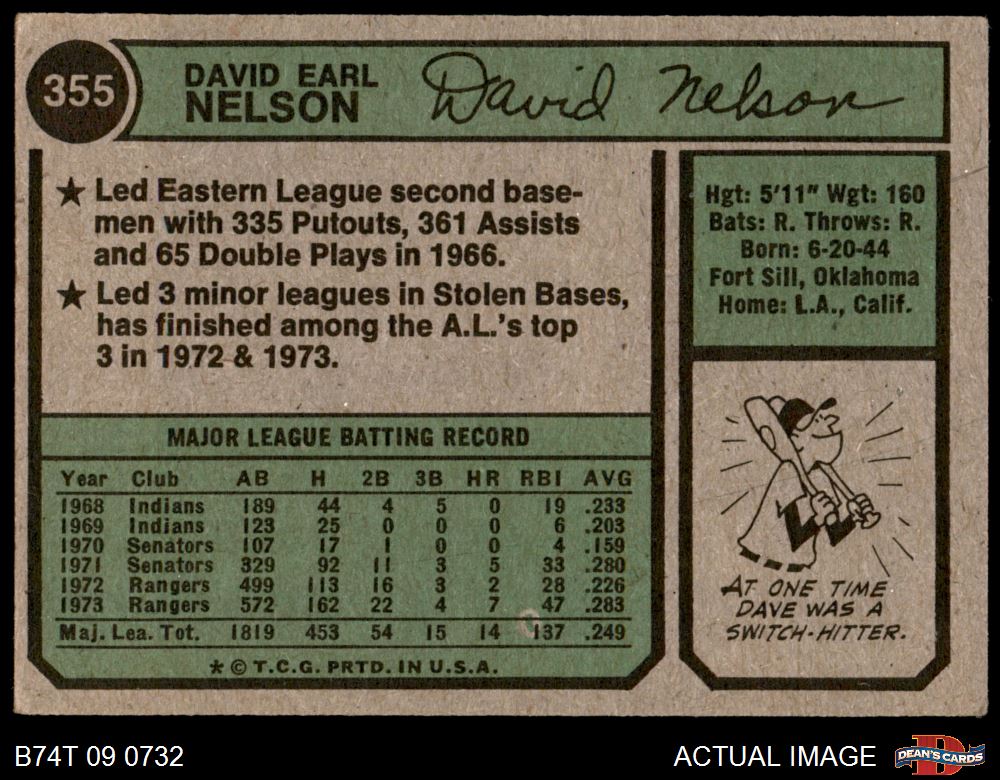 355
DAVID EARL
NELSON
David Nelson
★ Led Eastern League second base-
men with 335 Putouts, 361 Assists
and 65 Double Plays in 1966.
★ Led 3 minor leagues in Stolen Bases,
has finished among the A.L.'s top
3 in 1972 & 1973.
Hgt: 5'11" Wgt: 160
Bats: R. Throws: R.
Born: 6-20-44
Fort Sill, Oklahoma
Home: L.A., Calif.
MAJOR LEAGUE BATTING RECORD
Year Club AB H 2B 3B HR RBI AVG
1968 Indians 189 44 4 5 0 19 .233
1969 Indians 123 25 0 0 0 6 .203
1970 Senators 107 17 1 0 0 4 .159
1971 Senators 329 92 11 3 5 33 .280
1972 Rangers 499 113 16 3 2 28 .226
1973 Rangers 572 162 22 4 7 47 .283
Maj. Lea. Tot. 1819 453 54 15 14 137 .249
* © T.C.G. PRTD. IN U.S.A.
AT ONE TIME
DAVE WAS A
SWITCH-HITTER.
B74T 09 0732
ACTUAL IMAGE
D
DEAN'S CARDS